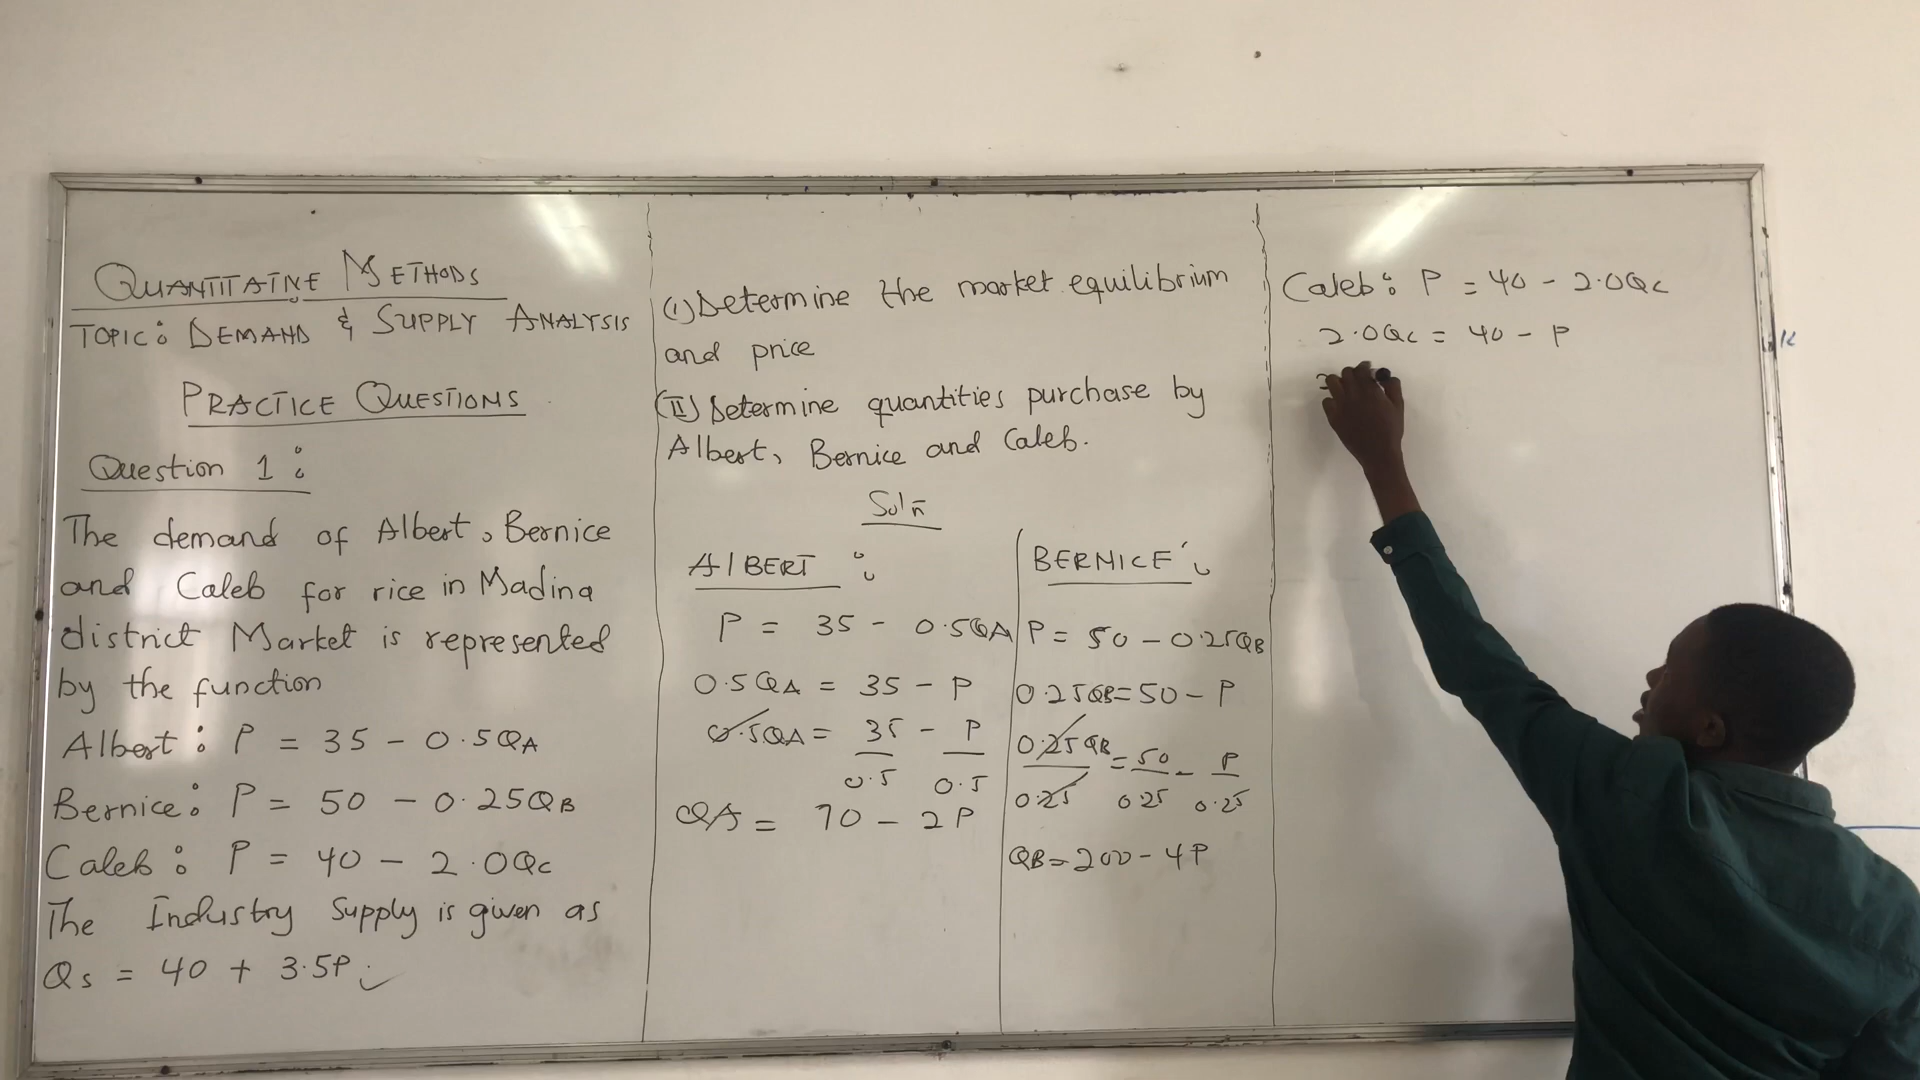 QUANTITATIVE METHODS
TOPIC: DEMAND & SUPPLY ANALYSIS
PRACTICE QUESTIONS
Question 1:
The demand of Albert, Bernice
and Caleb for rice in Madina
district Market is represented
by the function
Albert: P = 35 - 0.5QA
Bernice: P = 50 - 0.25QB
Caleb: P = 40 - 2.0Qc
The Industry Supply is given as
Qs = 40 + 3.5P
(i) Determine the market equilibrium
and price
(II) Determine quantities purchase by
Albert, Bernice and Caleb.
Soln
ALBERT:
P = 35 - 0.5QA
0.5QA = 35 - P
0.5QA = 35 - P
0.5 0.5
QA = 70 - 2P
BERNICE:
P = 50 - 0.25QB
0.25QB = 50 - P
0.25QB = 50 - P
0.25 0.25 0.25
QB = 200 - 4P
Caleb: P = 40 - 2.0Qc
2.0Qc = 40 - P